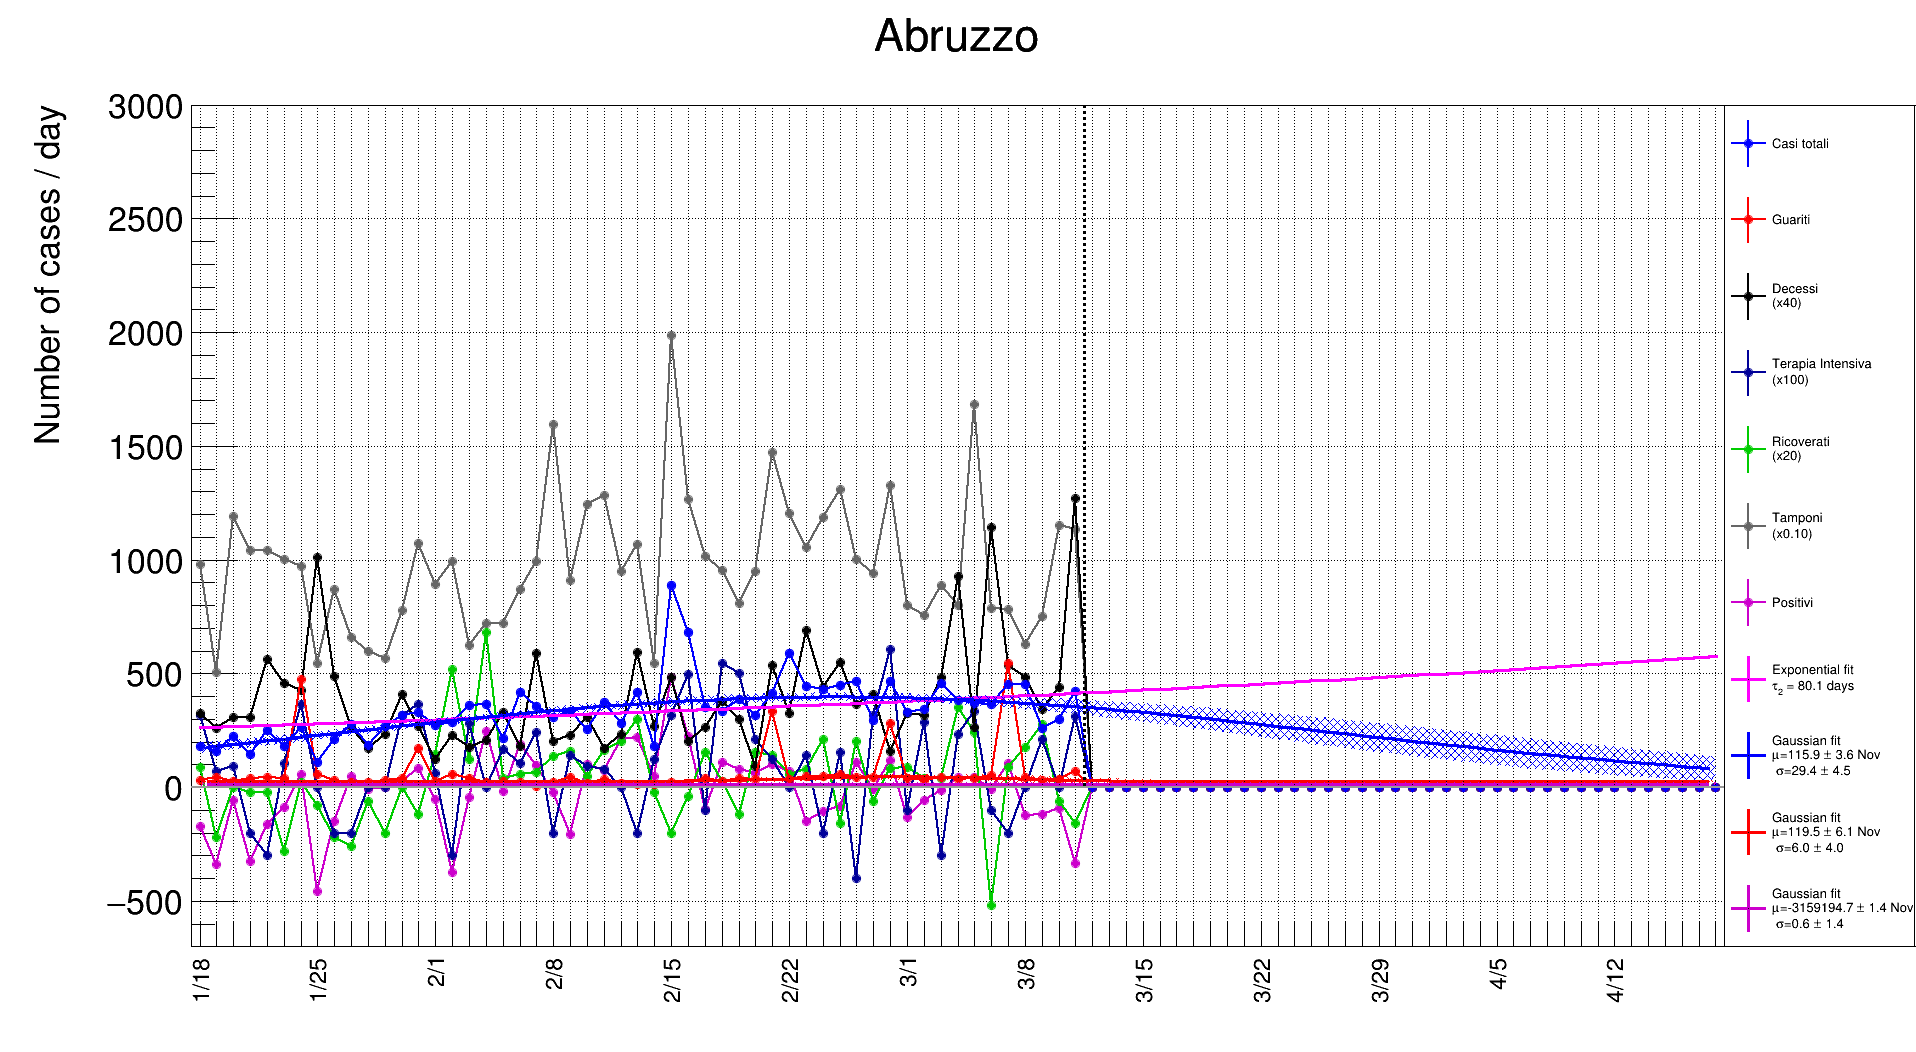 Abruzzo
Number of cases / day
3000
2500
2000
1500
1000
500
0
−500
1/18
1/25
2/1
2/8
2/15
2/22
3/1
3/8
3/15
3/22
3/29
4/5
4/12
Casi totali
Guariti
Decessi
(x40)
Terapia Intensiva
(x100)
Ricoverati
(x20)
Tamponi
(x0.10)
Positivi
Exponential fit
τ₂ = 80.1 days
Gaussian fit
μ=115.9 ± 3.6 Nov
σ=29.4 ± 4.5
Gaussian fit
μ=119.5 ± 6.1 Nov
σ=6.0 ± 4.0
Gaussian fit
μ=-3159194.7 ± 1.4 Nov
σ=0.6 ± 1.4